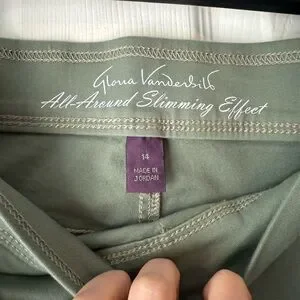 Gloria Vanderbilt
All-Around Slimming Effect
14
MADE IN
JORDAN